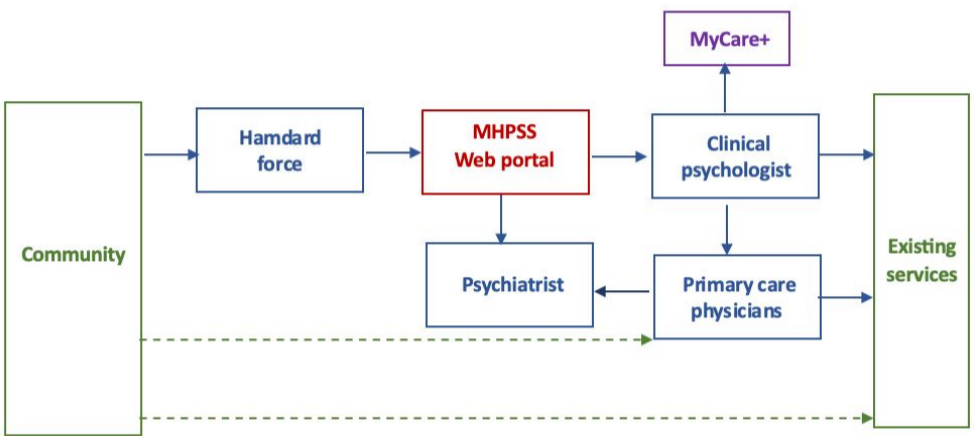 MyCare+
Hamdard
force
MHPSS
Web portal
Clinical
psychologist
Community
Psychiatrist
Primary care
physicians
Existing
services